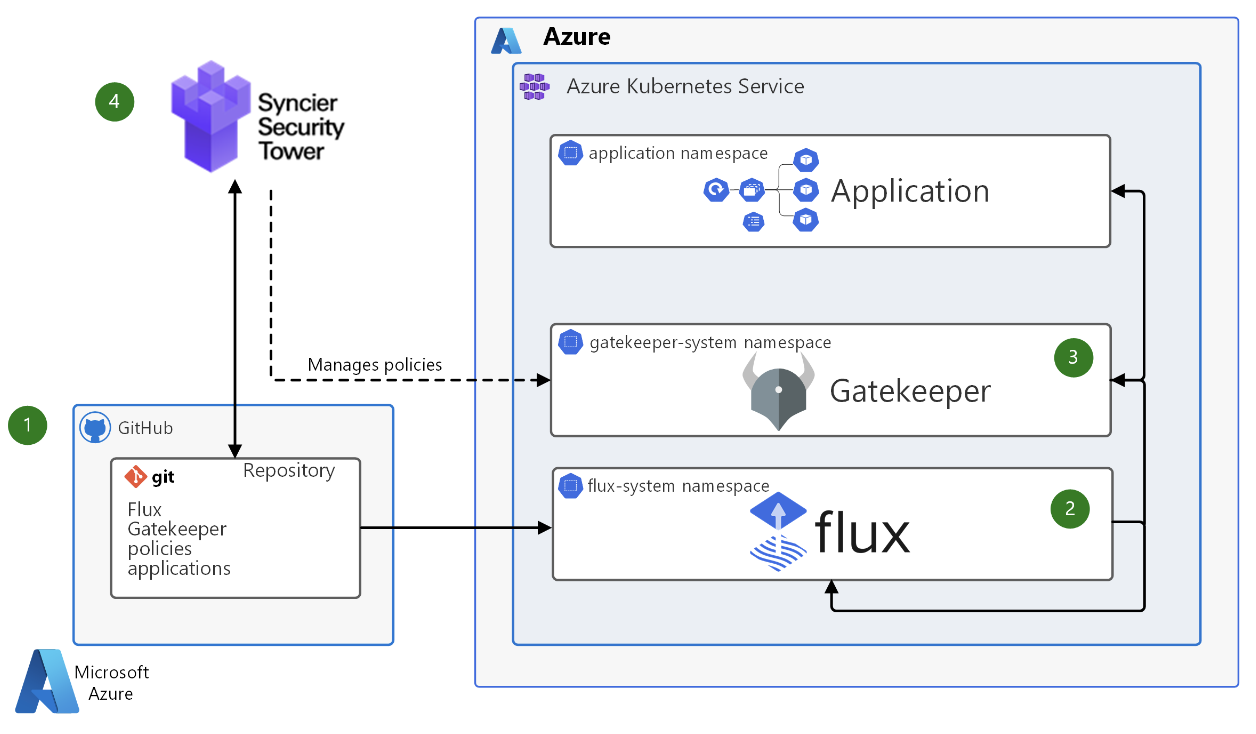 Azure
Azure Kubernetes Service
4
Syncier
Security
Tower
application namespace
Application
gatekeeper-system namespace
3
Manages policies
Gatekeeper
1
GitHub
git
Repository
Flux
Gatekeeper
policies
applications
flux-system namespace
2
flux
Microsoft
Azure